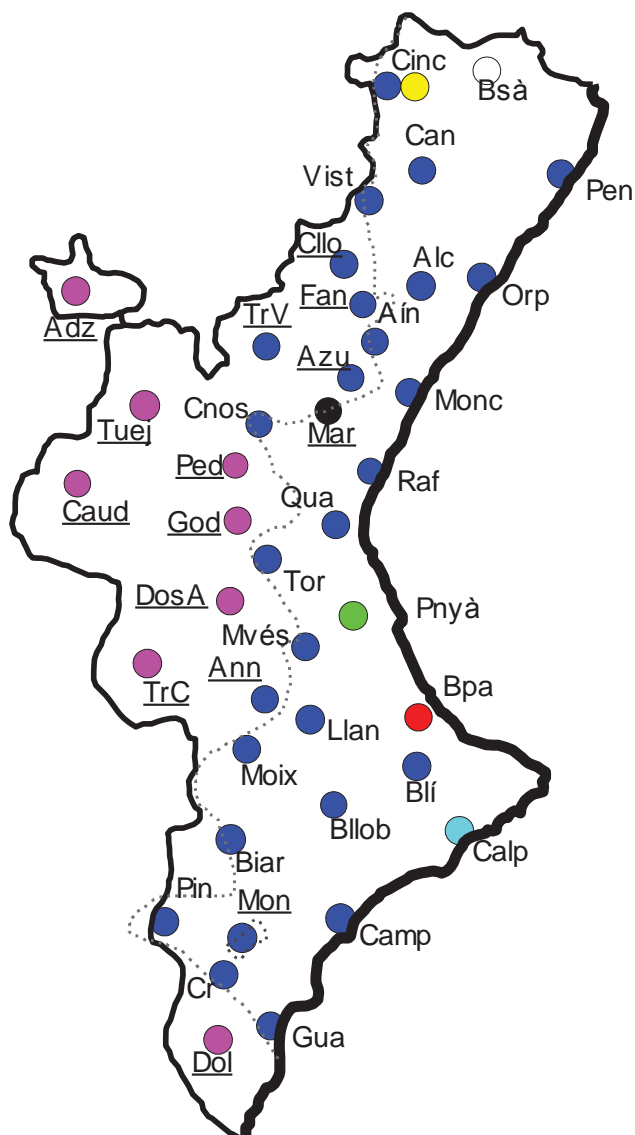 Cinc
Bsà
Can
Pen
Vist
Cllo
Alc
Orp
Fan
Adz
TrV
Aín
Azu
Monc
Cnos
Mar
Tuej
Ped
Raf
Qua
Caud
God
Tor
DosA
Pnyà
Mvés
Ann
Bpa
TrC
Llan
Moix
Blí
Bllob
Calp
Biar
Pin
Mon
Camp
Cr
Gua
Dol